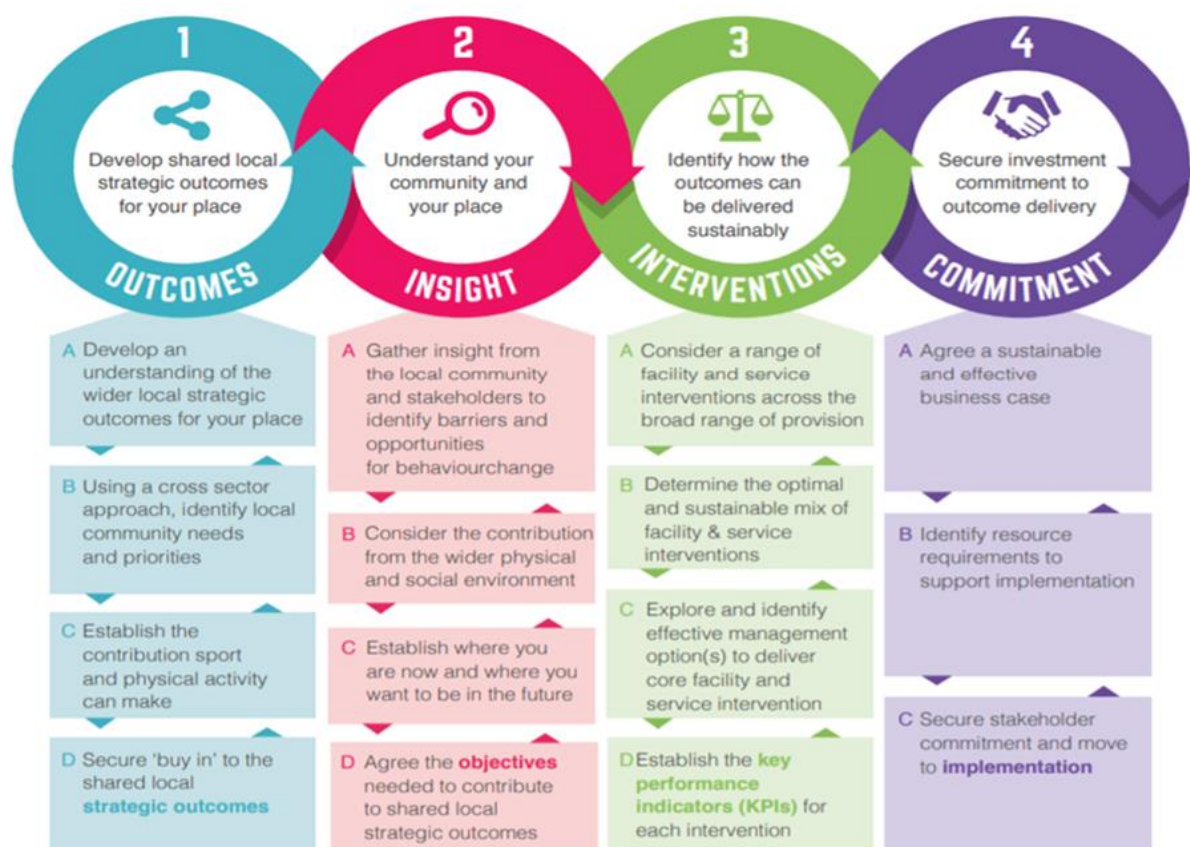 1
Develop shared local
strategic outcomes
for your place
OUTCOMES
A Develop an
understanding of the
wider local strategic
outcomes for your place
B Using a cross sector
approach, identify local
community needs
and priorities
C Establish the
contribution sport
and physical activity
can make
D Secure ‘buy in’ to the
shared local
strategic outcomes
2
Understand your
community and
your place
INSIGHT
A Gather insight from
the local community
and stakeholders to
identify barriers and
opportunities
for behaviourchange
B Consider the contribution
from the wider physical
and social environment
C Establish where you
are now and where you
want to be in the future
D Agree the objectives
needed to contribute
to shared local
strategic outcomes
3
Identify how the
outcomes can
be delivered
sustainably
INTERVENTIONS
A Consider a range of
facility and service
interventions across the
broad range of provision
B Determine the optimal
and sustainable mix of
facility & service
interventions
C Explore and identify
effective management
option(s) to deliver
core facility and
service intervention
D Establish the key
performance
indicators (KPIs) for
each intervention
4
Secure investment
commitment to
outcome delivery
COMMITMENT
A Agree a sustainable
and effective
business case
B Identify resource
requirements to
support implementation
C Secure stakeholder
commitment and move
to implementation